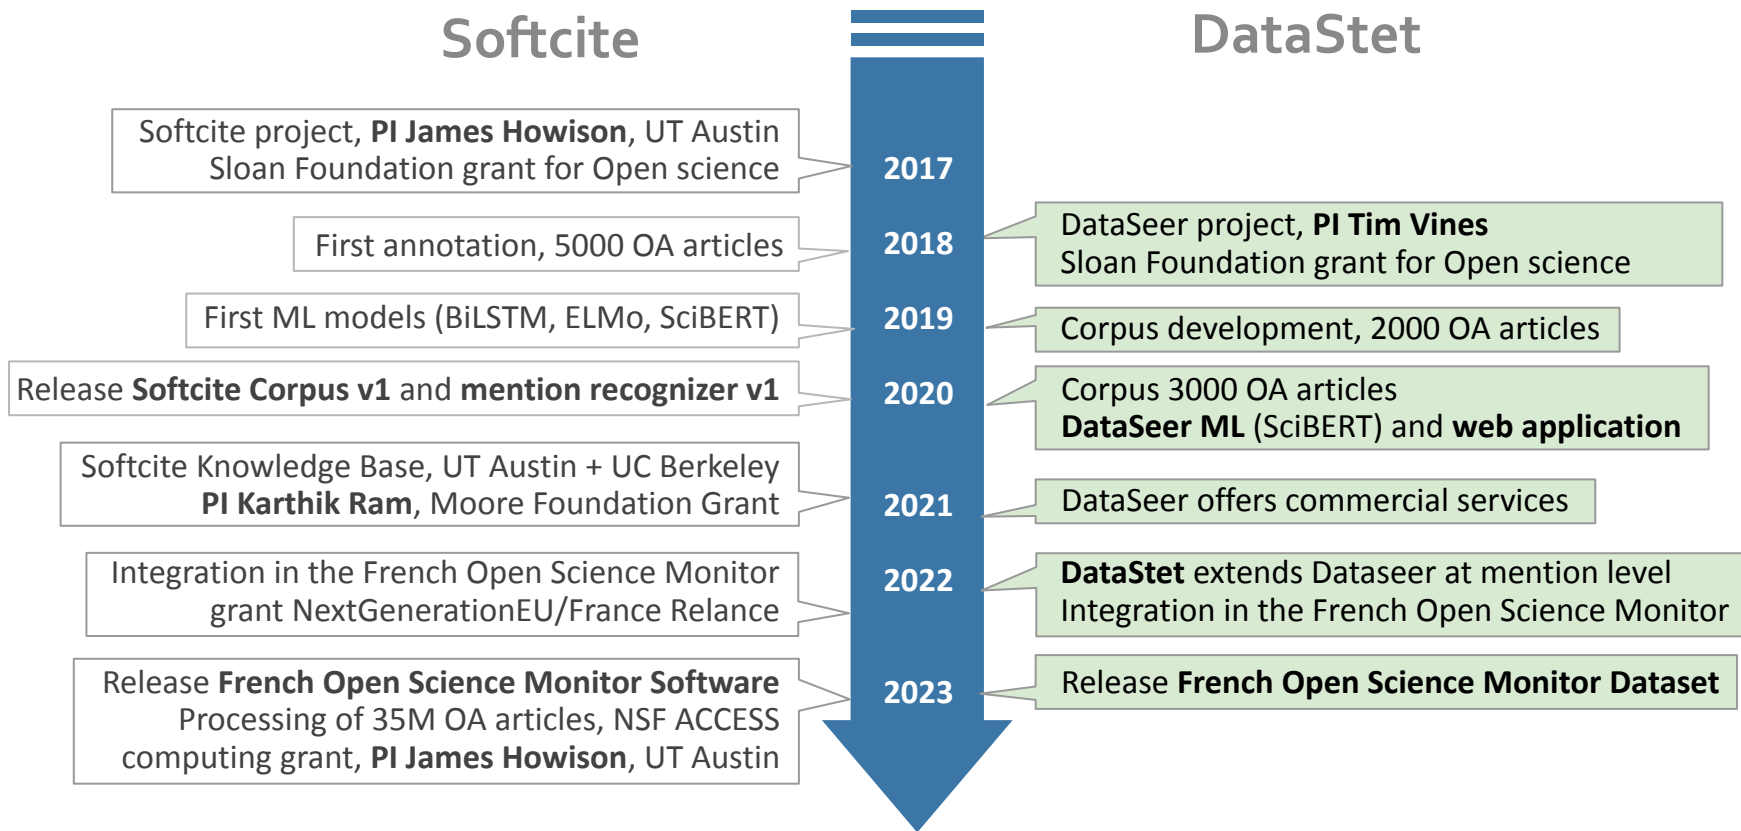 Softcite
DataStet
Softcite project, PI James Howison, UT Austin
Sloan Foundation grant for Open science
2017
First annotation, 5000 OA articles
2018
DataSeer project, PI Tim Vines
Sloan Foundation grant for Open science
First ML models (BiLSTM, ELMo, SciBERT)
2019
Corpus development, 2000 OA articles
Release Softcite Corpus v1 and mention recognizer v1
2020
Corpus 3000 OA articles
DataSeer ML (SciBERT) and web application
Softcite Knowledge Base, UT Austin + UC Berkeley
PI Karthik Ram, Moore Foundation Grant
2021
DataSeer offers commercial services
Integration in the French Open Science Monitor
grant NextGenerationEU/France Relance
2022
DataStet extends Dataseer at mention level
Integration in the French Open Science Monitor
Release French Open Science Monitor Software
Processing of 35M OA articles, NSF ACCESS
computing grant, PI James Howison, UT Austin
2023
Release French Open Science Monitor Dataset